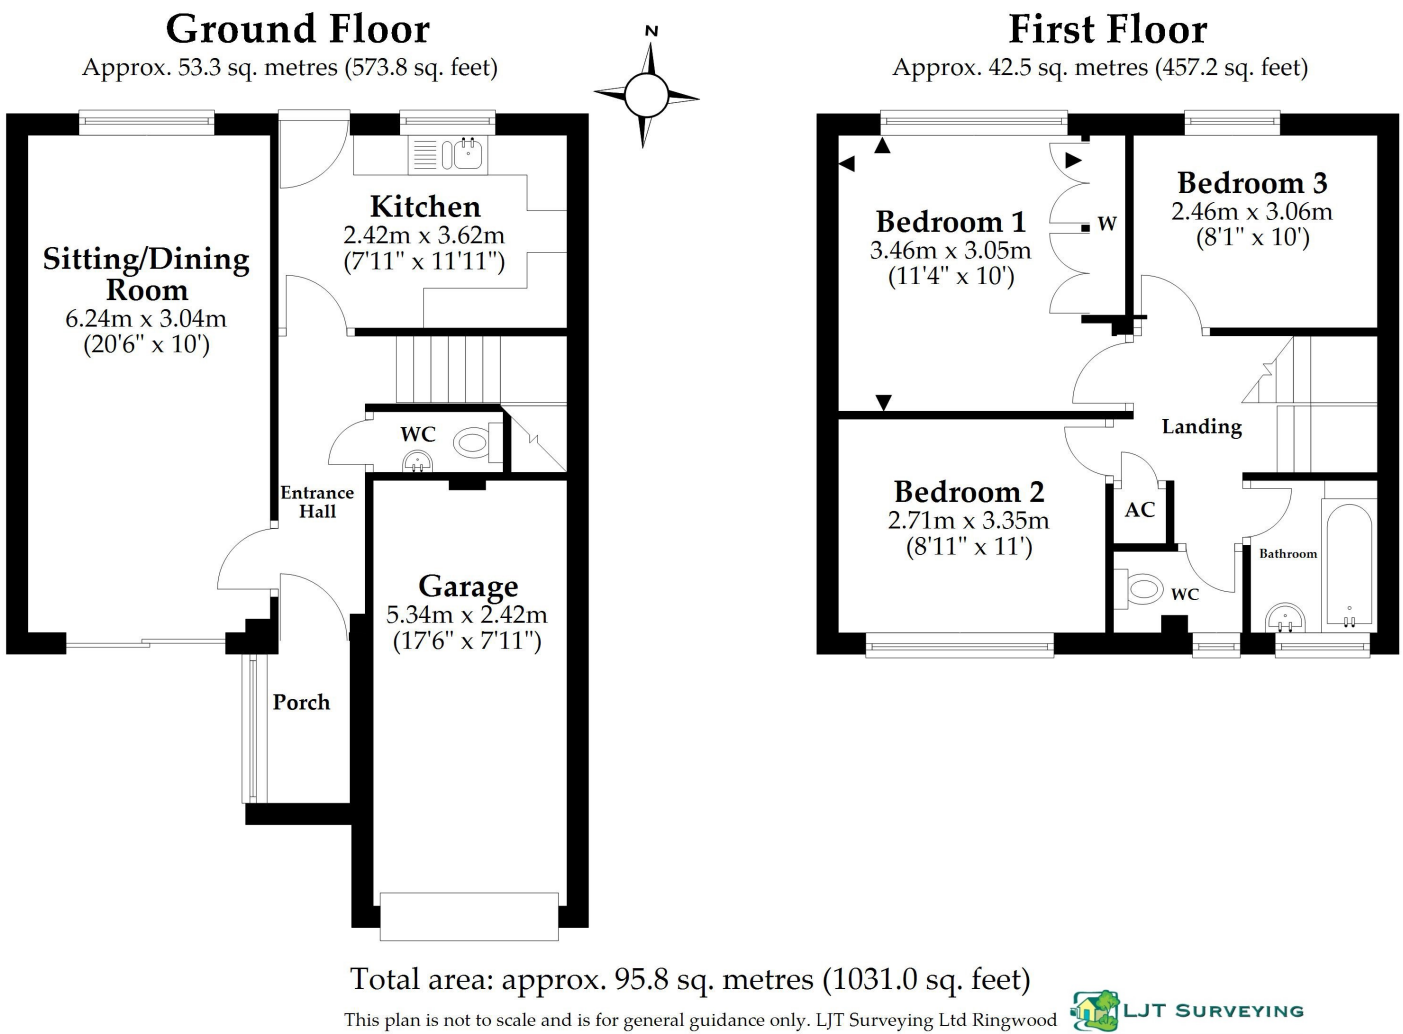 Ground Floor
Approx. 53.3 sq. metres (573.8 sq. feet)
N
First Floor
Approx. 42.5 sq. metres (457.2 sq. feet)
Sitting/Dining
Room
6.24m x 3.04m
(20'6" x 10')
Kitchen
2.42m x 3.62m
(7'11" x 11'11")
WC
Entrance
Hall
Garage
5.34m x 2.42m
(17'6" x 7'11")
Porch
Bedroom 1
3.46m x 3.05m
(11'4" x 10')
W
Bedroom 3
2.46m x 3.06m
(8'1" x 10')
Landing
Bedroom 2
2.71m x 3.35m
(8'11" x 11')
AC
Bathroom
WC
Total area: approx. 95.8 sq. metres (1031.0 sq. feet)
This plan is not to scale and is for general guidance only. LJT Surveying Ltd Ringwood
LJT SURVEYING